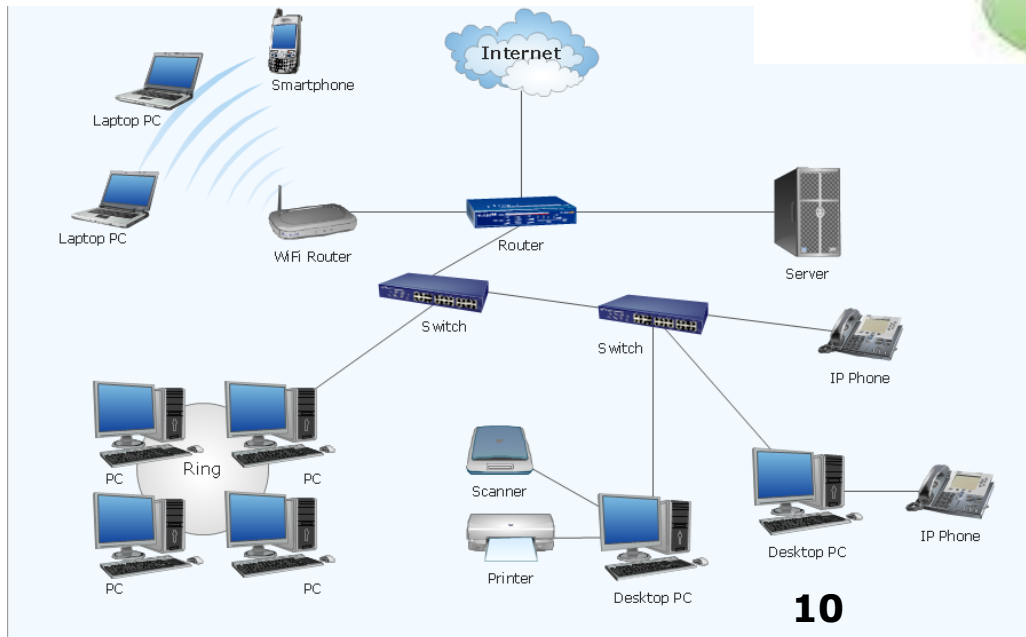 Internet
Smartphone
Laptop PC
Laptop PC
WiFi Router
Router
Server
Switch
Switch
IP Phone
PC
Ring
PC
PC
PC
Scanner
Printer
Desktop PC
Desktop PC
IP Phone
10